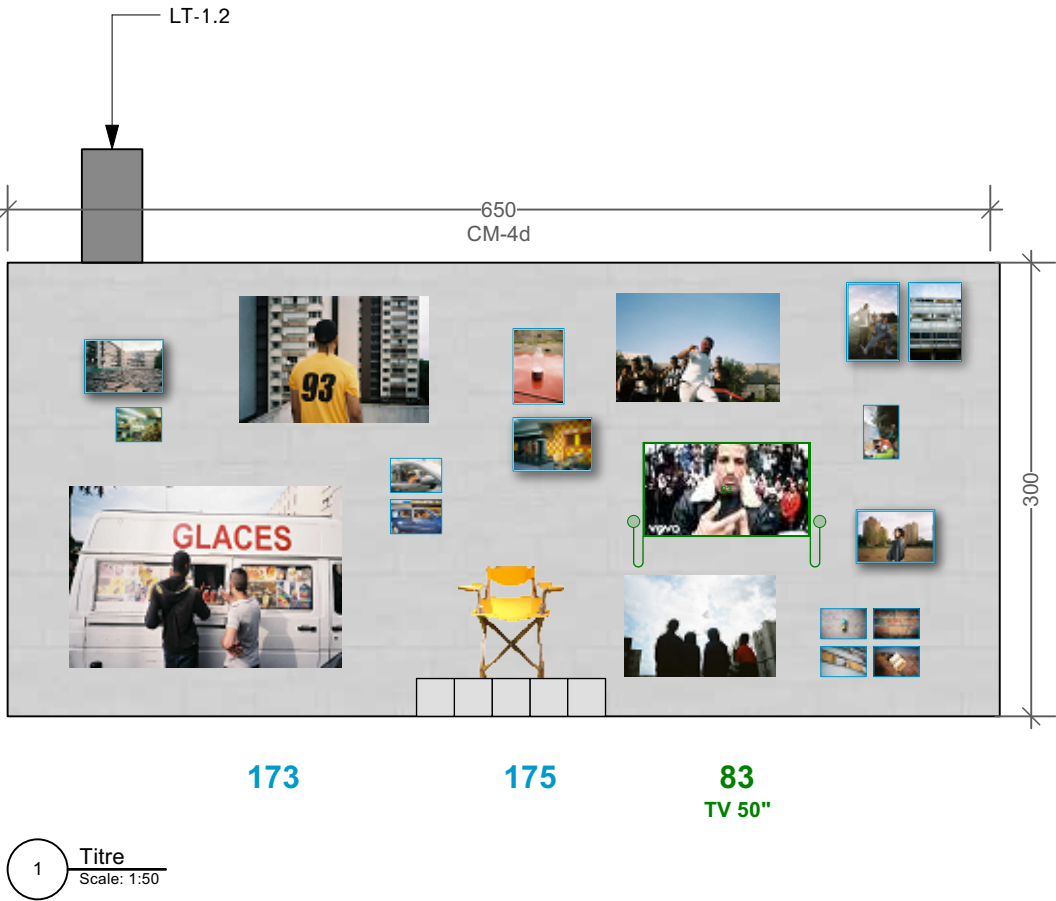 LT-1.2
650
CM-4d
93
GLACES
vevo
300
173
175
83
TV 50"
1
Titre
Scale: 1:50